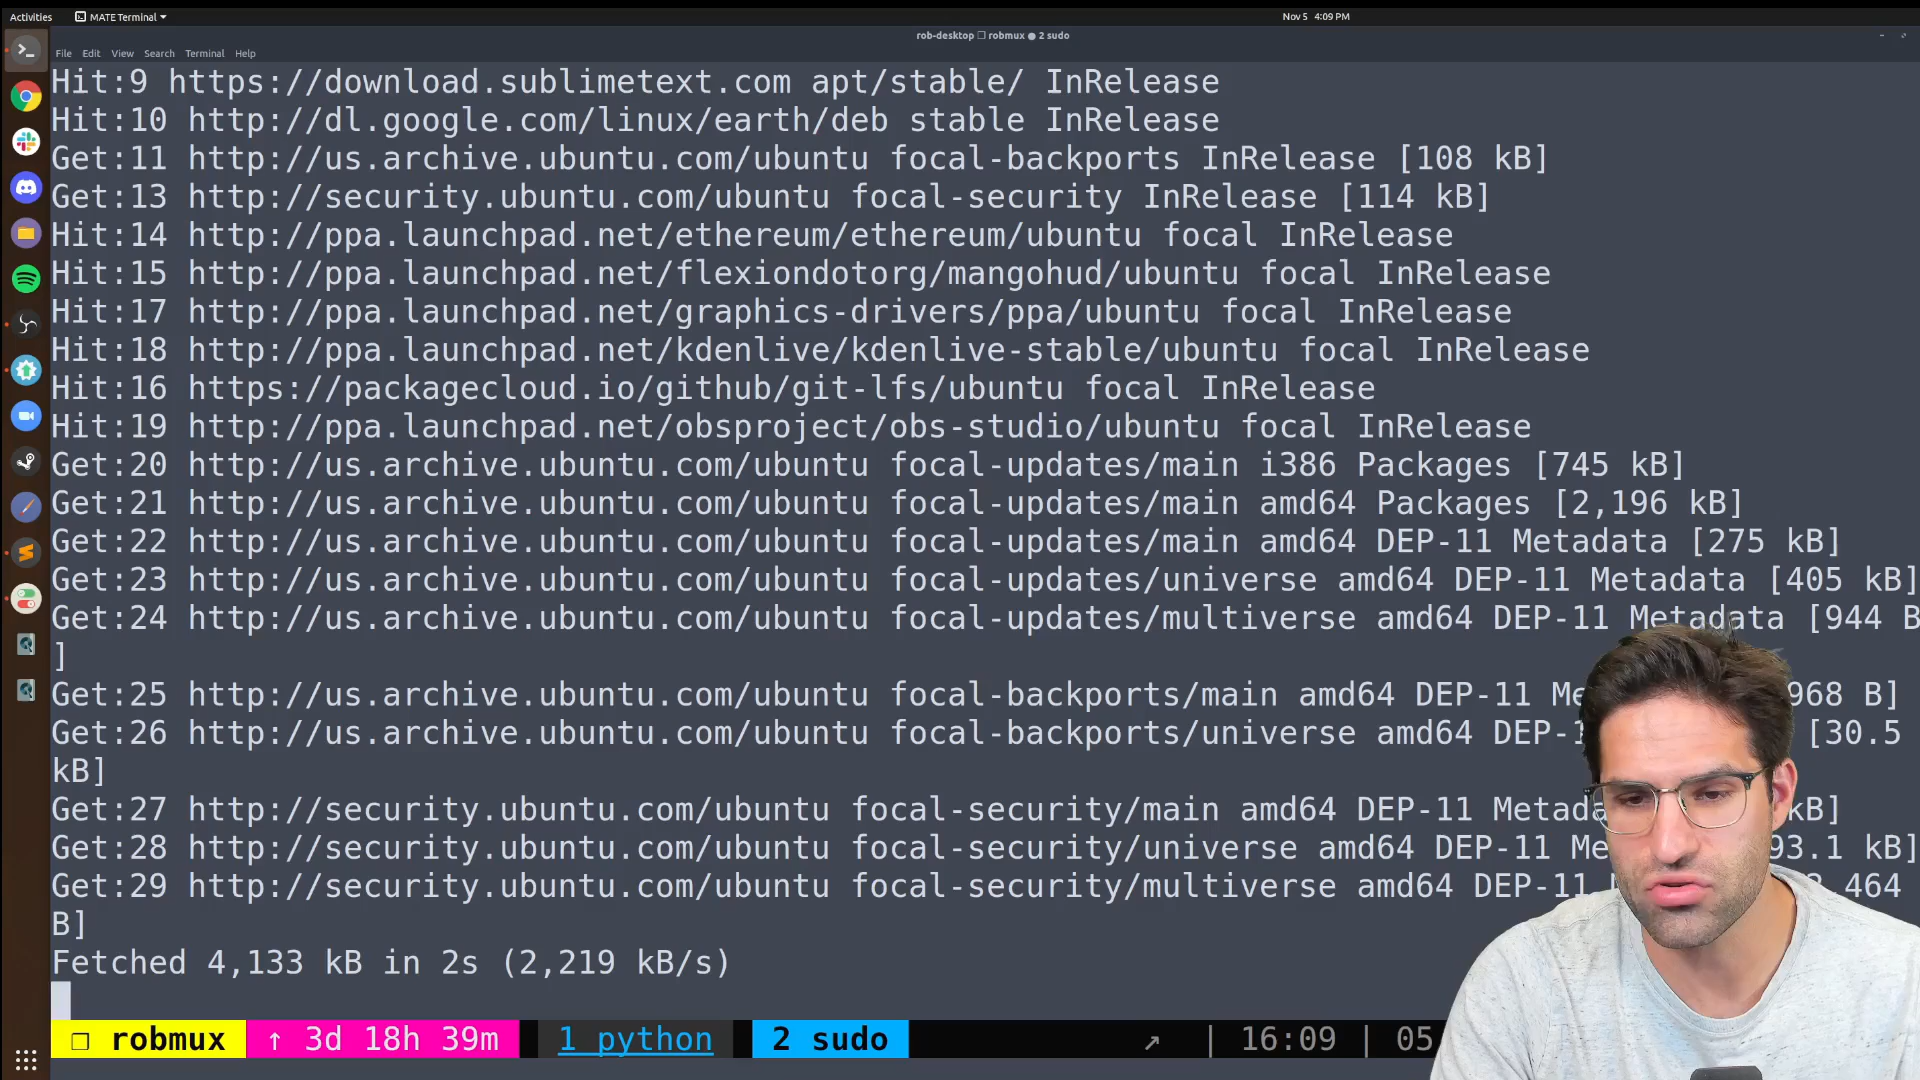 Activities MATE Terminal Nov 5 4:09 PM
rob-desktop ❐ robmux ● 2 sudo
File Edit View Search Terminal Help
Hit:9 https://download.sublimetext.com apt/stable/ InRelease
Hit:10 http://dl.google.com/linux/earth/deb stable InRelease
Get:11 http://us.archive.ubuntu.com/ubuntu focal-backports InRelease [108 kB]
Get:13 http://security.ubuntu.com/ubuntu focal-security InRelease [114 kB]
Hit:14 http://ppa.launchpad.net/ethereum/ethereum/ubuntu focal InRelease
Hit:15 http://ppa.launchpad.net/flexiondotorg/mangohud/ubuntu focal InRelease
Hit:17 http://ppa.launchpad.net/graphics-drivers/ppa/ubuntu focal InRelease
Hit:18 http://ppa.launchpad.net/kdenlive/kdenlive-stable/ubuntu focal InRelease
Hit:16 https://packagecloud.io/github/git-lfs/ubuntu focal InRelease
Hit:19 http://ppa.launchpad.net/obsproject/obs-studio/ubuntu focal InRelease
Get:20 http://us.archive.ubuntu.com/ubuntu focal-updates/main i386 Packages [745 kB]
Get:21 http://us.archive.ubuntu.com/ubuntu focal-updates/main amd64 Packages [2,196 kB]
Get:22 http://us.archive.ubuntu.com/ubuntu focal-updates/main amd64 DEP-11 Metadata [275 kB]
Get:23 http://us.archive.ubuntu.com/ubuntu focal-updates/universe amd64 DEP-11 Metadata [405 kB]
Get:24 http://us.archive.ubuntu.com/ubuntu focal-updates/multiverse amd64 DEP-11 Metadata [944 B
]
Get:25 http://us.archive.ubuntu.com/ubuntu focal-backports/main amd64 DEP-11 Me 968 B]
Get:26 http://us.archive.ubuntu.com/ubuntu focal-backports/universe amd64 DEP-1 [30.5
kB]
Get:27 http://security.ubuntu.com/ubuntu focal-security/main amd64 DEP-11 Metada kB]
Get:28 http://security.ubuntu.com/ubuntu focal-security/universe amd64 DEP-11 Me 93.1 kB]
Get:29 http://security.ubuntu.com/ubuntu focal-security/multiverse amd64 DEP-11 464
B]
Fetched 4,133 kB in 2s (2,219 kB/s)
❐ robmux ↑ 3d 18h 39m 1 python 2 sudo ↗ | 16:09 | 05